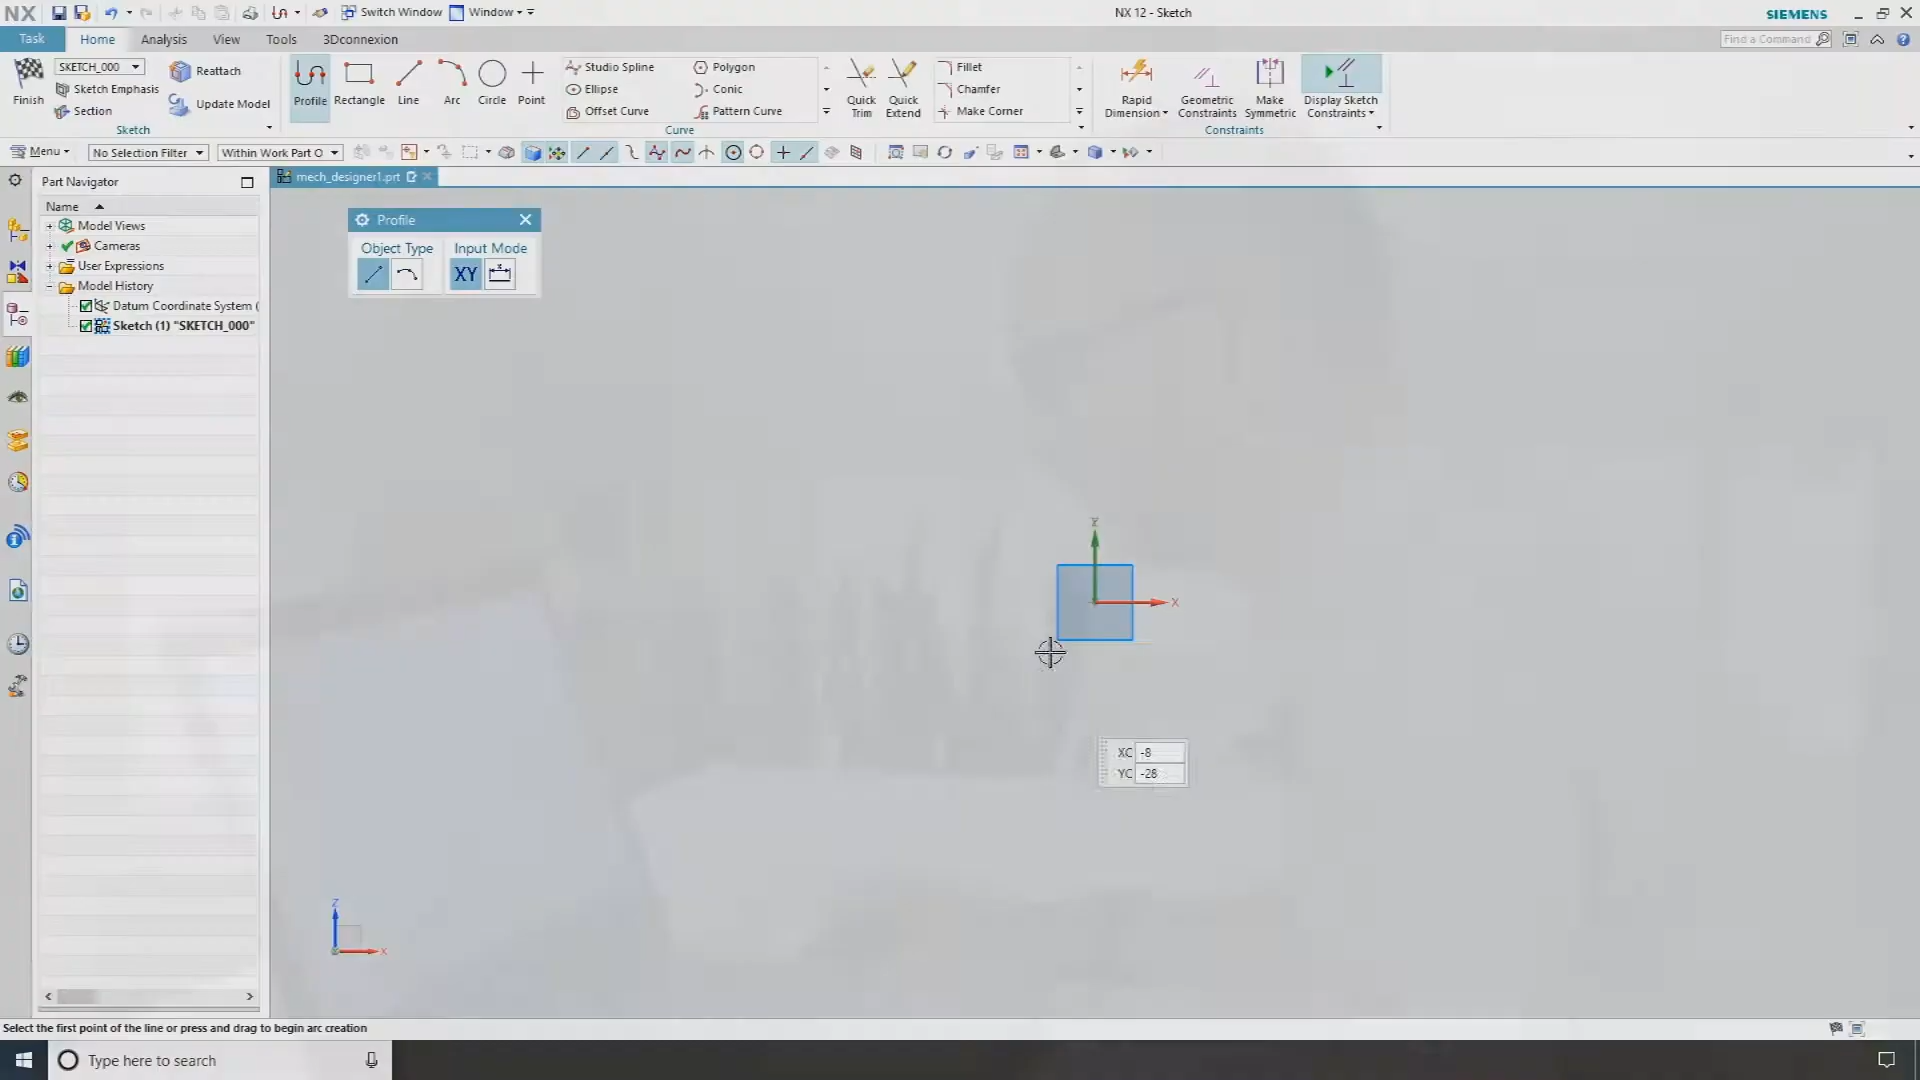 NX
Switch Window
Window
NX 12 - Sketch
SIEMENS
Task
Home
Analysis
View
Tools
3Dconnexion
Find a Command
SKETCH_000
Reattach
Studio Spline
Polygon
Fillet
Sketch Emphasis
Ellipse
Conic
Chamfer
Finish
Section
Update Model
Profile
Rectangle
Line
Arc
Circle
Point
Offset Curve
Pattern Curve
Quick Trim
Quick Extend
Make Corner
Rapid Dimension
Geometric Constraints
Make Symmetric
Display Sketch Constraints
Sketch
Curve
Constraints
Menu
No Selection Filter
Within Work Part O
Part Navigator
mech_designer1.prt
Name
Model Views
Cameras
User Expressions
Model History
Datum Coordinate System (
Sketch (1) "SKETCH_000"
Profile
Object Type
Input Mode
XY
Y
X
XC -8
YC -28
Z
X
Select the first point of the line or press and drag to begin arc creation
Type here to search